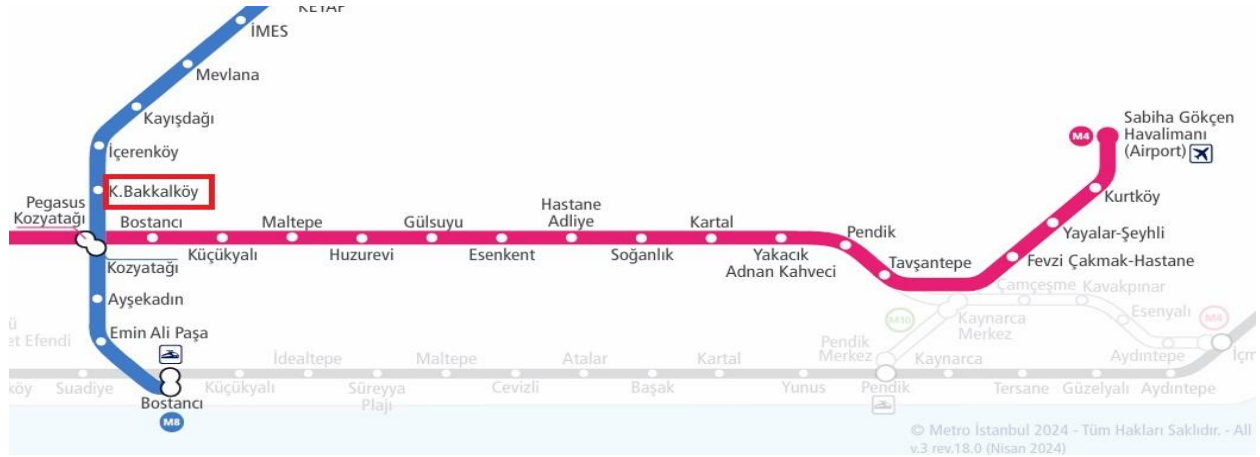 İMES
Mevlana
Kayışdağı
İçerenköy
K.Bakkalköy
Pegasus
Kozyatağı
Kozyatağı
Ayşekadın
Emin Ali Paşa
Bostancı
M8
Bostancı
Küçükyalı
Maltepe
Huzurevi
Gülsuyu
Esenkent
Hastane
Adliye
Soğanlık
Kartal
Yakacık
Adnan Kahveci
Pendik
Tavşantepe
Fevzi Çakmak-Hastane
Yayalar-Şeyhli
Kurtköy
M4
Sabiha Gökçen
Havalimanı
(Airport)
Çamçeşme
Kavakpınar
Esenyalı
M4
M10
Kaynarca
Merkez
Pendik
Merkez
Kaynarca
Aydıntepe
İçm
et Efendi
köy
Suadiye
Küçükyalı
İdealtepe
Süreyya
Plajı
Maltepe
Cevizli
Atalar
Başak
Kartal
Yunus
Pendik
Tersane
Güzelyalı
Aydıntepe
© Metro İstanbul 2024 - Tüm Hakları Saklıdır. - All
v.3 rev.18.0 (Nisan 2024)